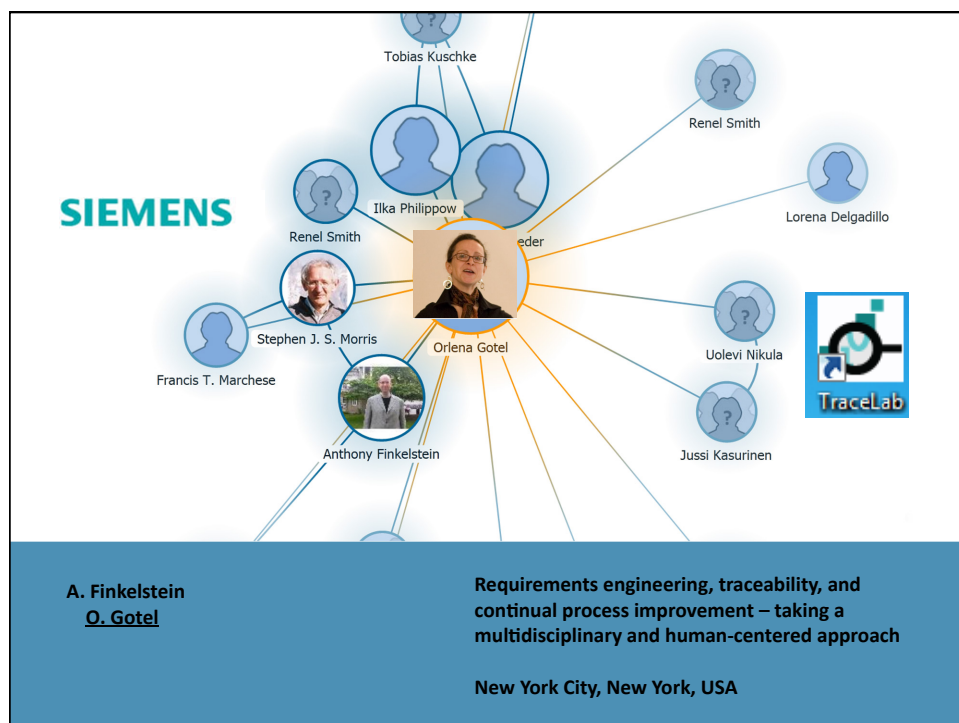 ?
Tobias Kuschke
?
Renel Smith
Lorena Delgadillo
SIEMENS
?
Ilka Philippow
Renel Smith
eder
Stephen J. S. Morris
Orlena Gotel
?
Uolevi Nikula
Francis T. Marchese
TraceLab
?
Anthony Finkelstein
Jussi Kasurinen
A. Finkelstein
O. Gotel
Requirements engineering, traceability, and
continual process improvement – taking a
multidisciplinary and human-centered approach
New York City, New York, USA